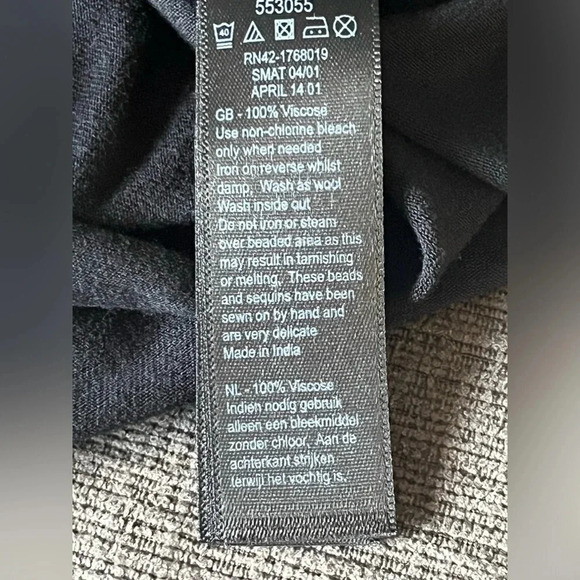 553055
40
RN42-1768019
SMAT 04/01
APRIL 14 01
GB - 100% Viscose
Use non-chlorine bleach
only when needed
Iron on reverse whilst
damp. Wash as wool
Wash inside out
Do not iron or steam
over beaded area as this
may result in tarnishing
or melting. These beads
and sequins have been
sewn on by hand and
are very delicate
Made in India
NL - 100% Viscose
Indien nodig gebruik
alleen een bleekmiddel
zonder chloor. Aan de
achterkant strijken
terwijl het vochtig is.